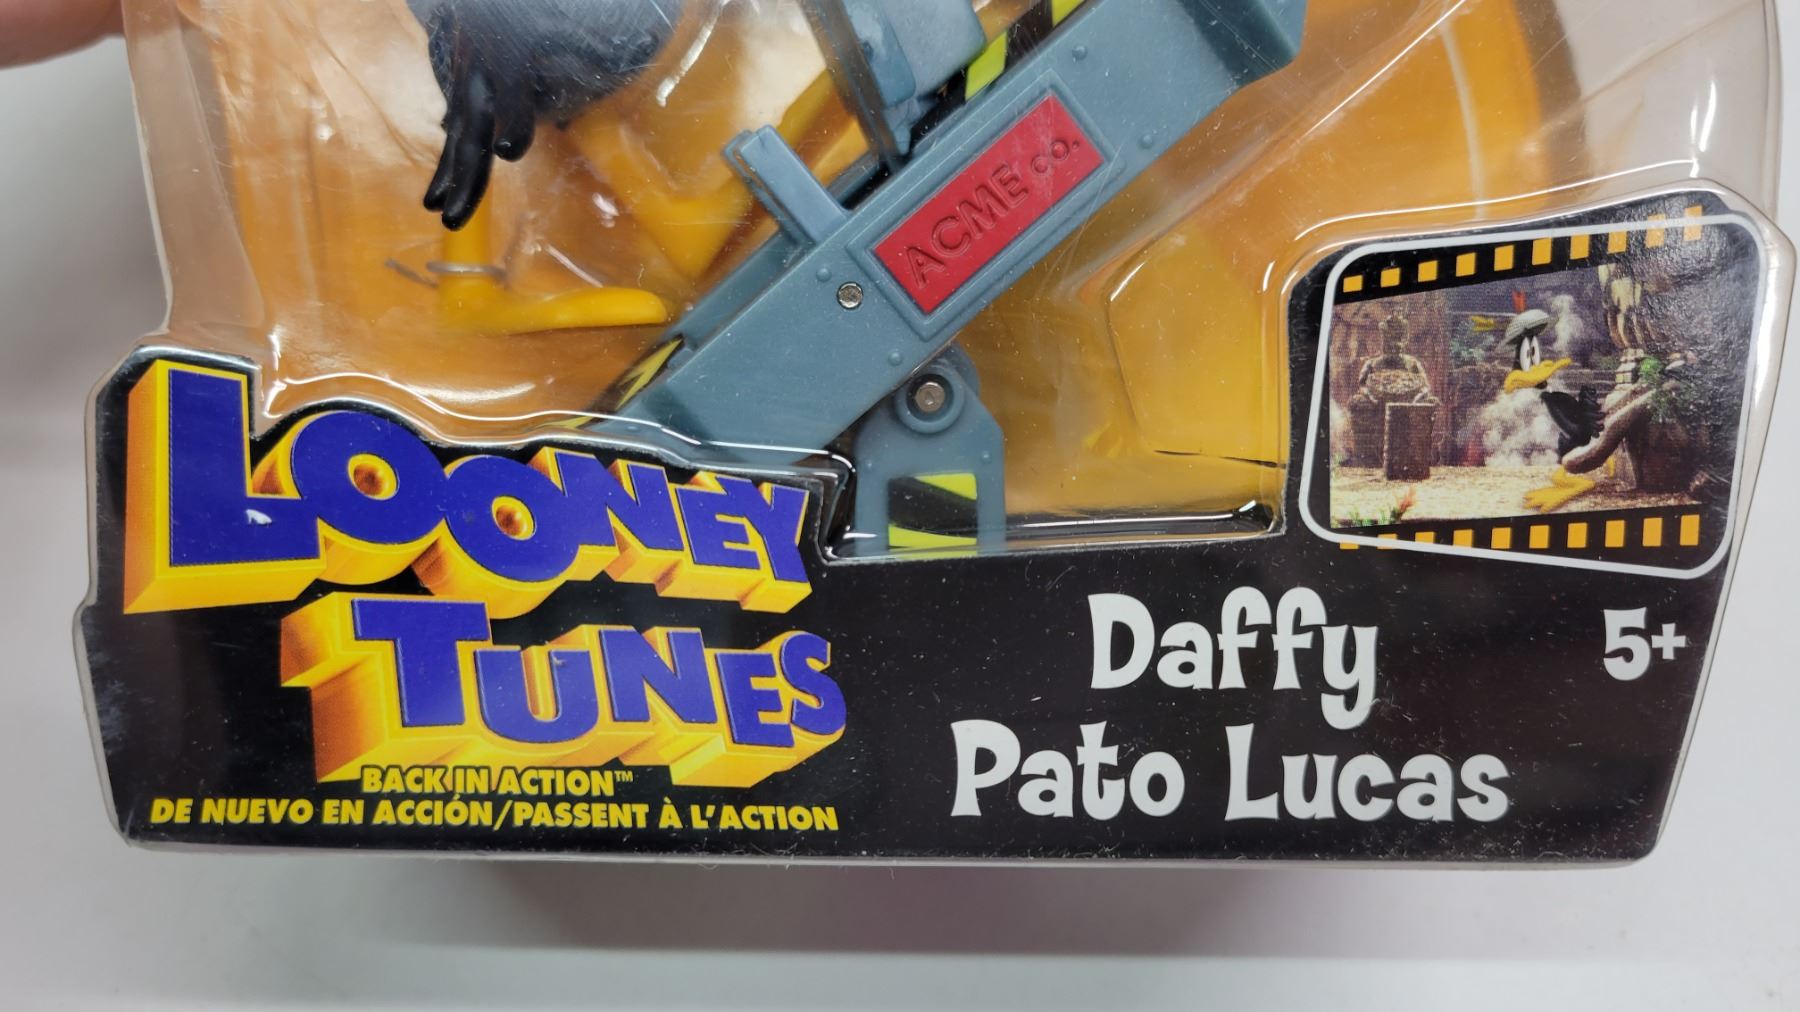 ACME co.
LOONEY
TUNES
BACK IN ACTION™
DE NUEVO EN ACCIÓN/PASSENT À L'ACTION
Daffy
Pato Lucas
5+